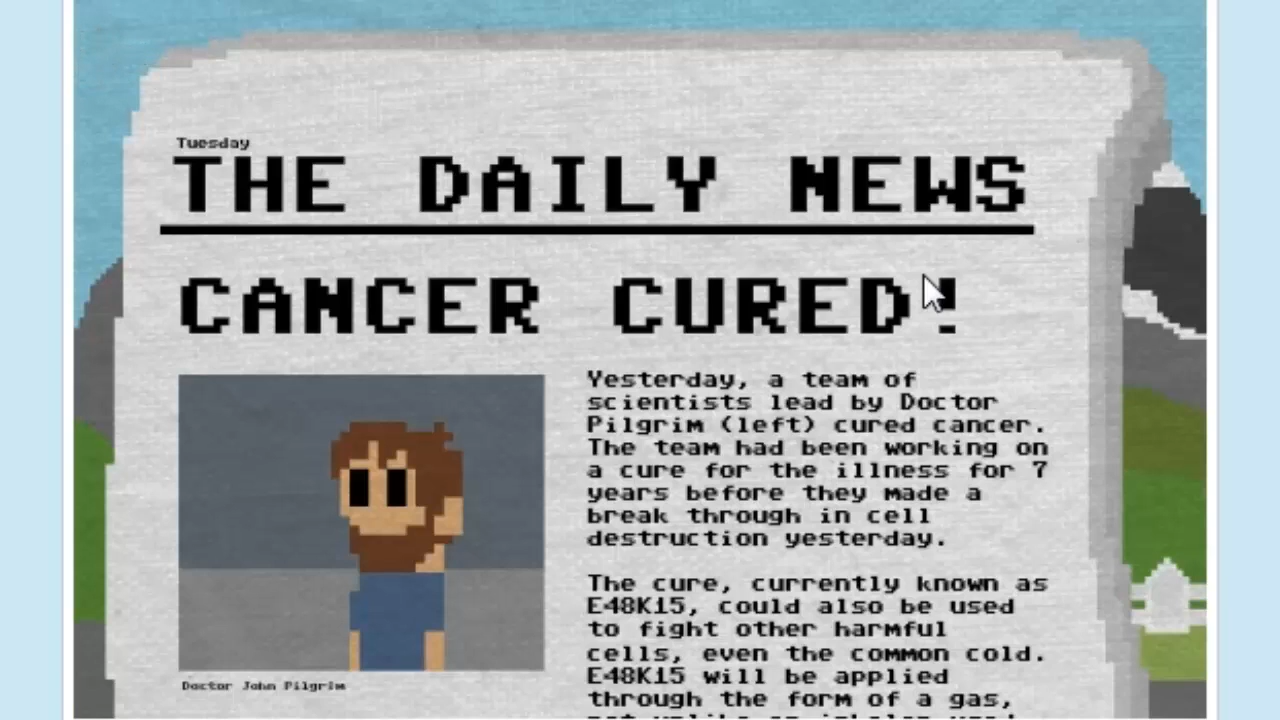 Tuesday
THE DAILY NEWS
CANCER CURED!
Yesterday, a team of
scientists lead by Doctor
Pilgrim (left) cured cancer.
The team had been working on
a cure for the illness for 7
years before they made a
break through in cell
destruction yesterday.
The cure, currently known as
E48K15, could also be used
to fight other harmful
cells, even the common cold.
E48K15 will be applied
through the form of a gas,
Doctor John Pilgrim